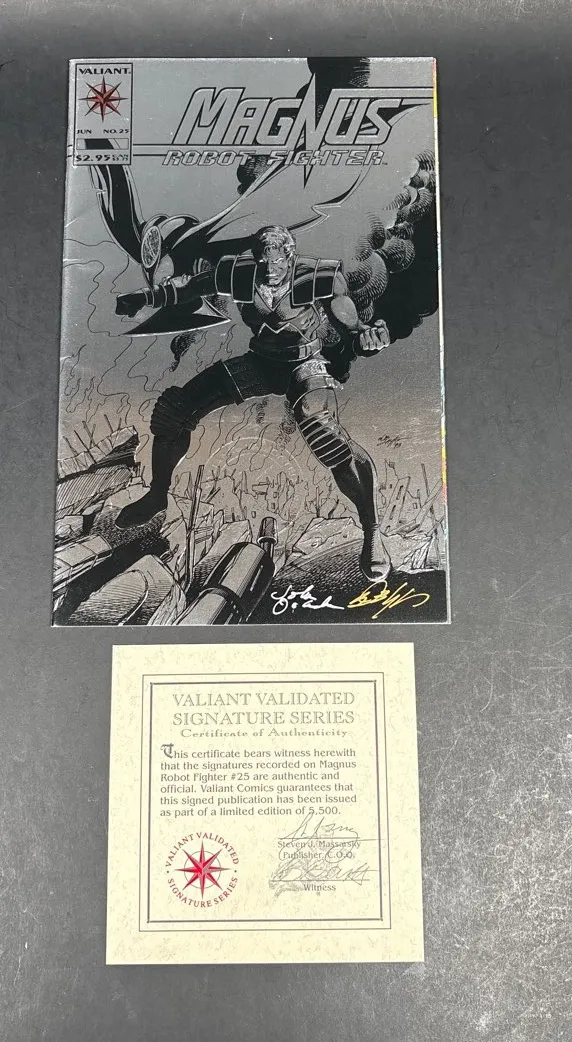 VALIANT
JUN NO. 25
$2.95
MAGNUS
ROBOT FIGHTER
VALIANT VALIDATED
SIGNATURE SERIES
Certificate of Authenticity
This certificate bears witness herewith
that the signatures recorded on Magnus
Robot Fighter #25 are authentic and
official. Valiant Comics guarantees that
this signed publication has been issued
as part of a limited edition of 5,500.
Steven J. Massarsky
Publisher, C.O.O.
Witness
VALIANT VALIDATED
SIGNATURE SERIES